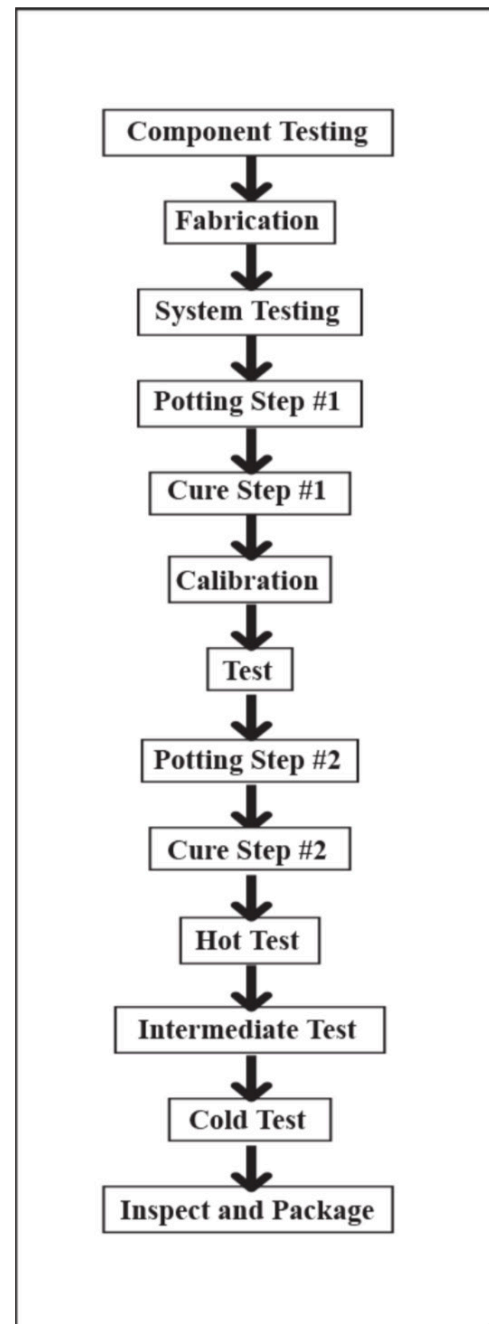 Component Testing
Fabrication
System Testing
Potting Step #1
Cure Step #1
Calibration
Test
Potting Step #2
Cure Step #2
Hot Test
Intermediate Test
Cold Test
Inspect and Package